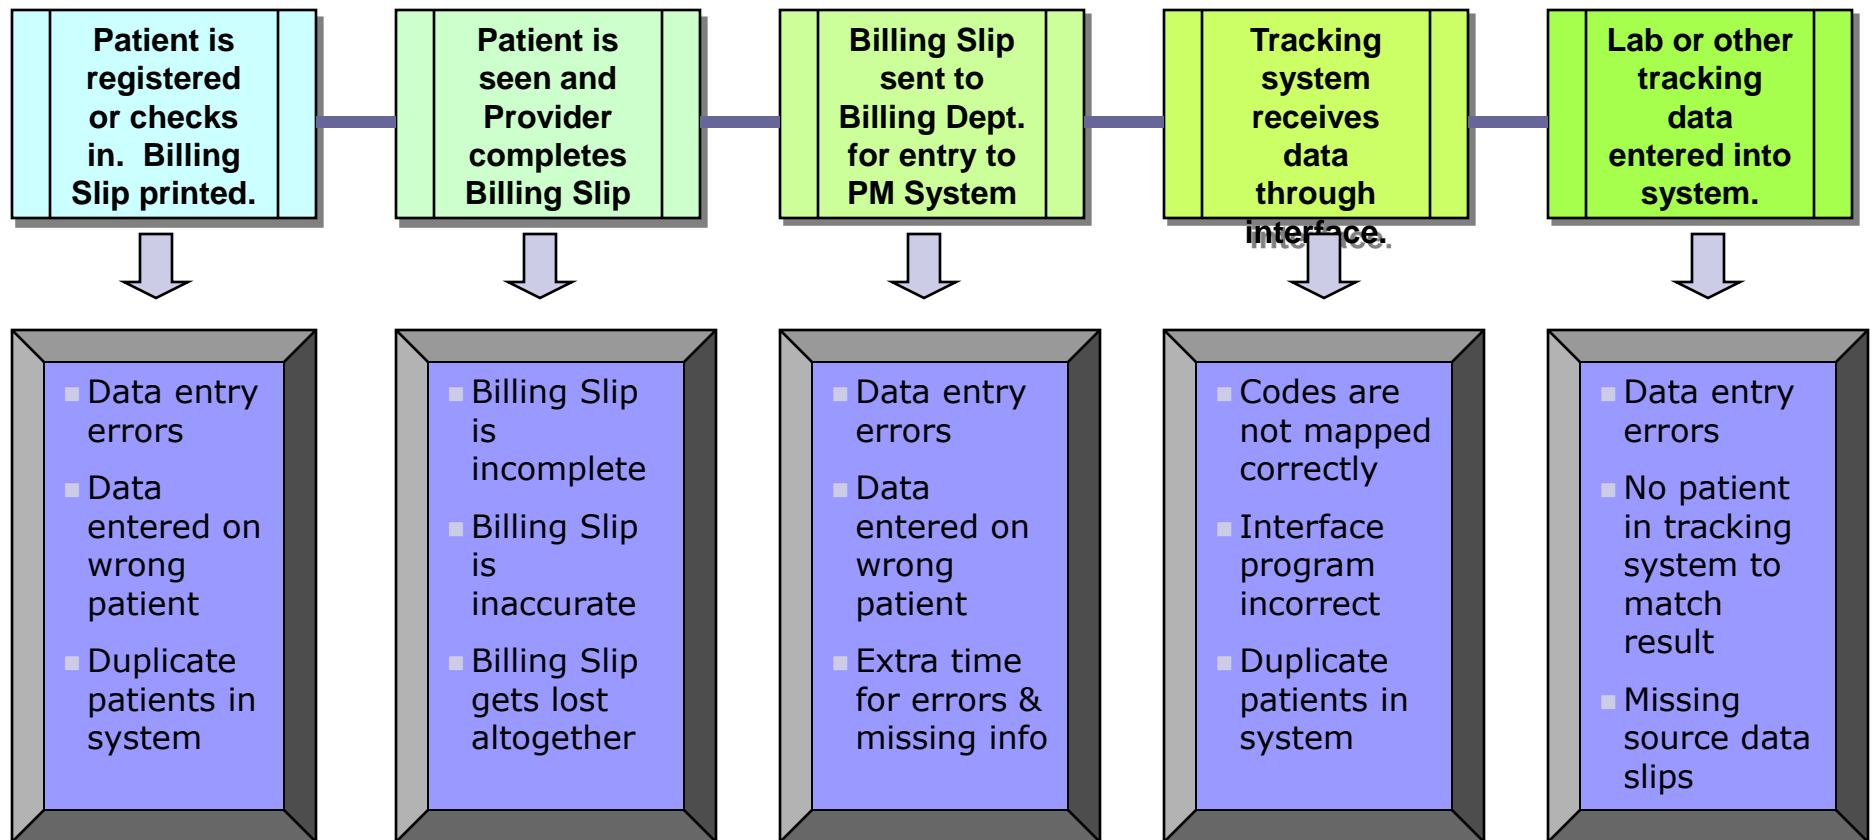 Patient is
registered
or checks
in. Billing
Slip printed.
Patient is
seen and
Provider
completes
Billing Slip
Billing Slip
sent to
Billing Dept.
for entry to
PM System
Tracking
system
receives
data
through
interface.
Lab or other
tracking
data
entered into
system.
Data entry
errors
Data
entered on
wrong
patient
Duplicate
patients in
system
Billing Slip
is
incomplete
Billing Slip
is
inaccurate
Billing Slip
gets lost
altogether
Data entry
errors
Data
entered on
wrong
patient
Extra time
for errors &
missing info
Codes are
not mapped
correctly
Interface
program
incorrect
Duplicate
patients in
system
Data entry
errors
No patient
in tracking
system to
match
result
Missing
source data
slips